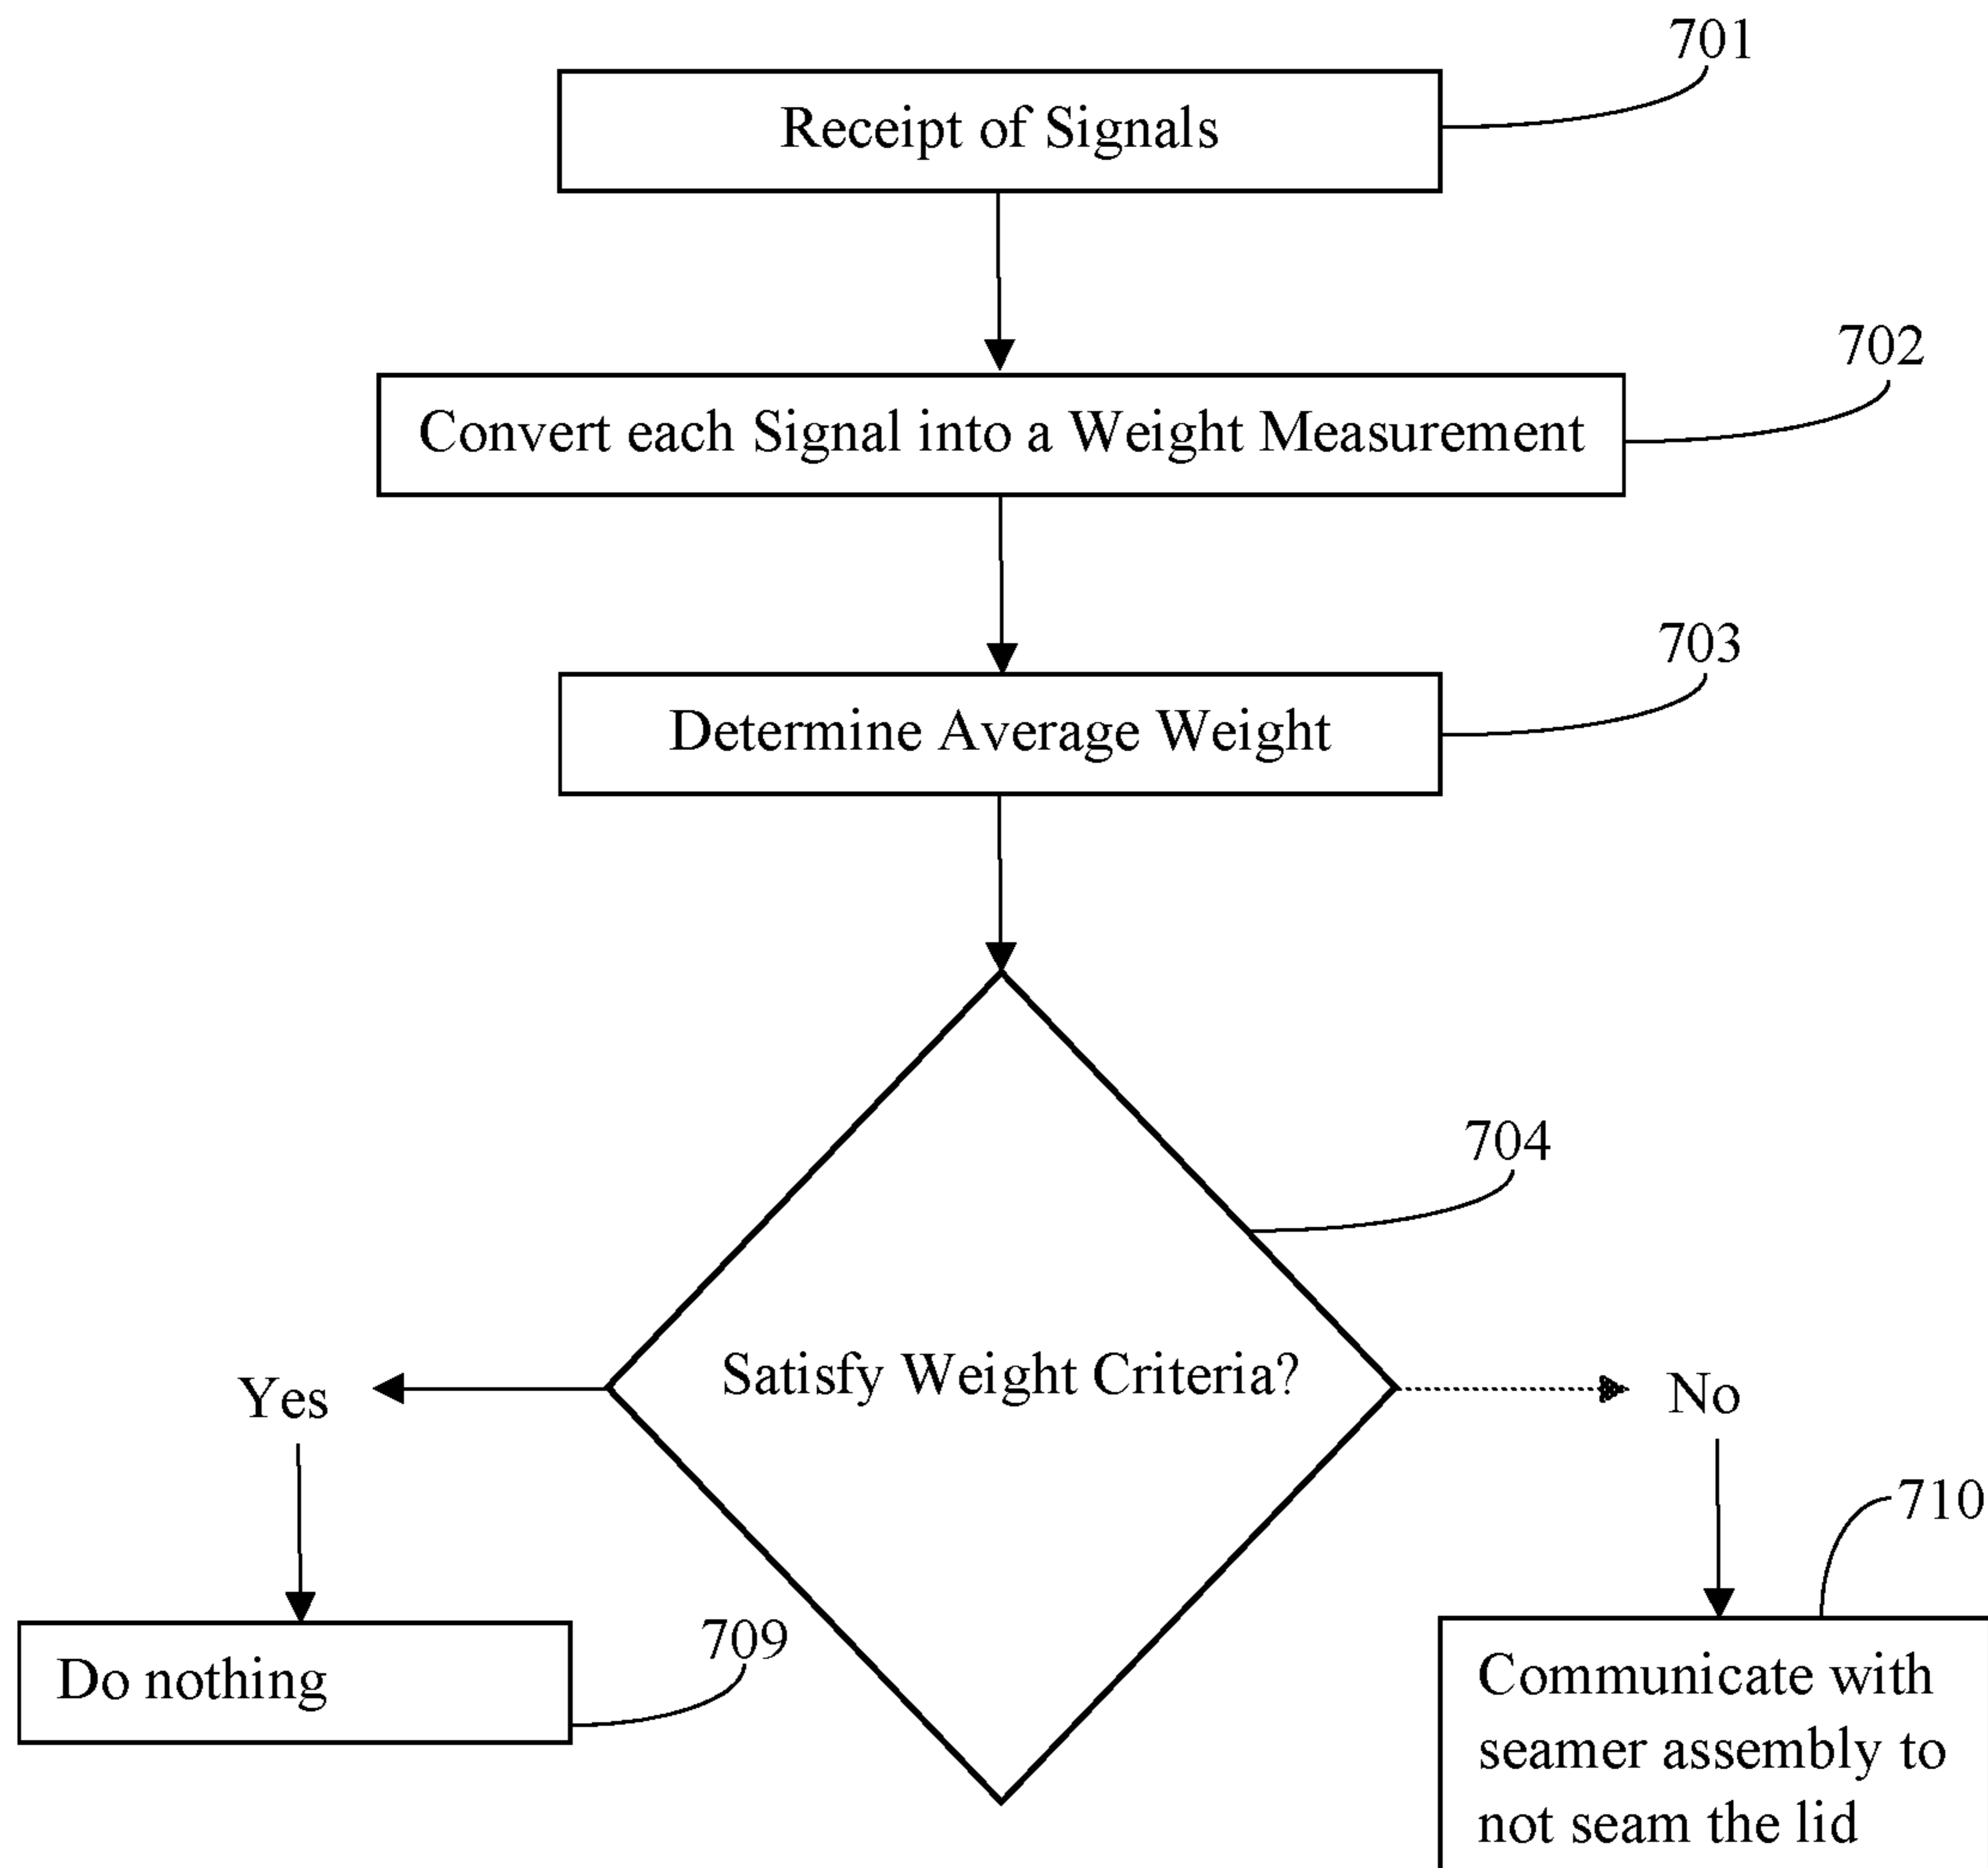 701
Receipt of Signals
702
Convert each Signal into a Weight Measurement
703
Determine Average Weight
704
Satisfy Weight Criteria?
Yes
No
710
709
Do nothing
Communicate with
seamer assembly to
not seam the lid